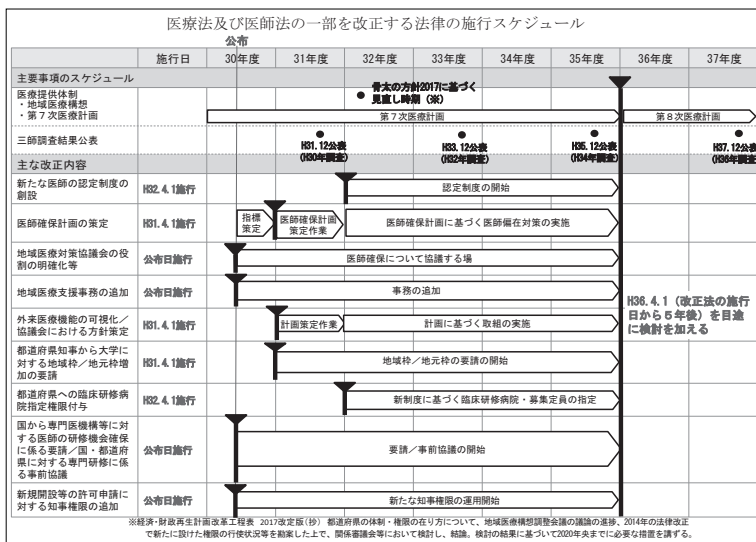 医療法及び医師法の一部を改正する法律の施行スケジュール
公布
施行日 30年度 31年度 32年度 33年度 34年度 35年度 36年度 37年度
主要事項のスケジュール
医療提供体制
・地域医療構想
・第7次医療計画
骨太の方針2017に基づく
見直し時期(※)
第7次医療計画 第8次医療計画
三師調査結果公表
H31.12公表
(H30年調査)
H33.12公表
(H32年調査)
H35.12公表
(H34年調査)
H37.12公表
(H36年調査)
主な改正内容
新たな医師の認定制度の
創設
H32.4.1施行
認定制度の開始
医師確保計画の策定
H31.4.1施行
指標
策定
医師確保計画
策定作業
医師確保計画に基づく医師偏在対策の実施
地域医療対策協議会の役
割の明確化等
公布日施行
医師確保について協議する場
地域医療支援事務の追加
公布日施行
事務の追加
外来医療機能の可視化/
協議会における方針策定
H31.4.1施行
計画策定作業
計画に基づく取組の実施
都道府県知事から大学に
対する地域枠/地元枠増
加の要請
H31.4.1施行
地域枠/地元枠の要請の開始
都道府県への臨床研修病
院指定権限付与
H32.4.1施行
新制度に基づく臨床研修病院・募集定員の指定
国から専門医機構等に対
する医師の研修機会確保
に係る要請/国・都道府
県に対する専門研修に係
る事前協議
公布日施行
要請/事前協議の開始
新規開設等の許可申請に
対する知事権限の追加
公布日施行
新たな知事権限の運用開始
H36.4.1(改正法の施行
日から5年後)を目途
に検討を加える
※経済・財政再生計画改革工程表 2017改定版(抄) 都道府県の体制・権限の在り方について、地域医療構想調整会議の議論の進捗、2014年の法律改正
で新たに設けた権限の行使状況等を勘案した上で、関係審議会等において検討し、結論。検討の結果に基づいて2020年央までに必要な措置を講ずる。